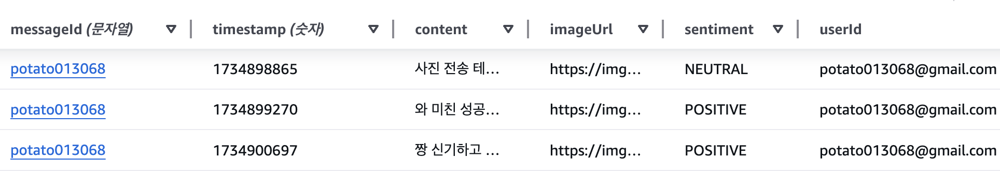 messageId (문자열) timestamp (숫자) content imageUrl sentiment userId
potato013068 1734898865 사진 전송 테... https://img... NEUTRAL potato013068@gmail.com
potato013068 1734899270 와 미친 성공... https://img... POSITIVE potato013068@gmail.com
potato013068 1734900697 짱 신기하고 ... https://img... POSITIVE potato013068@gmail.com